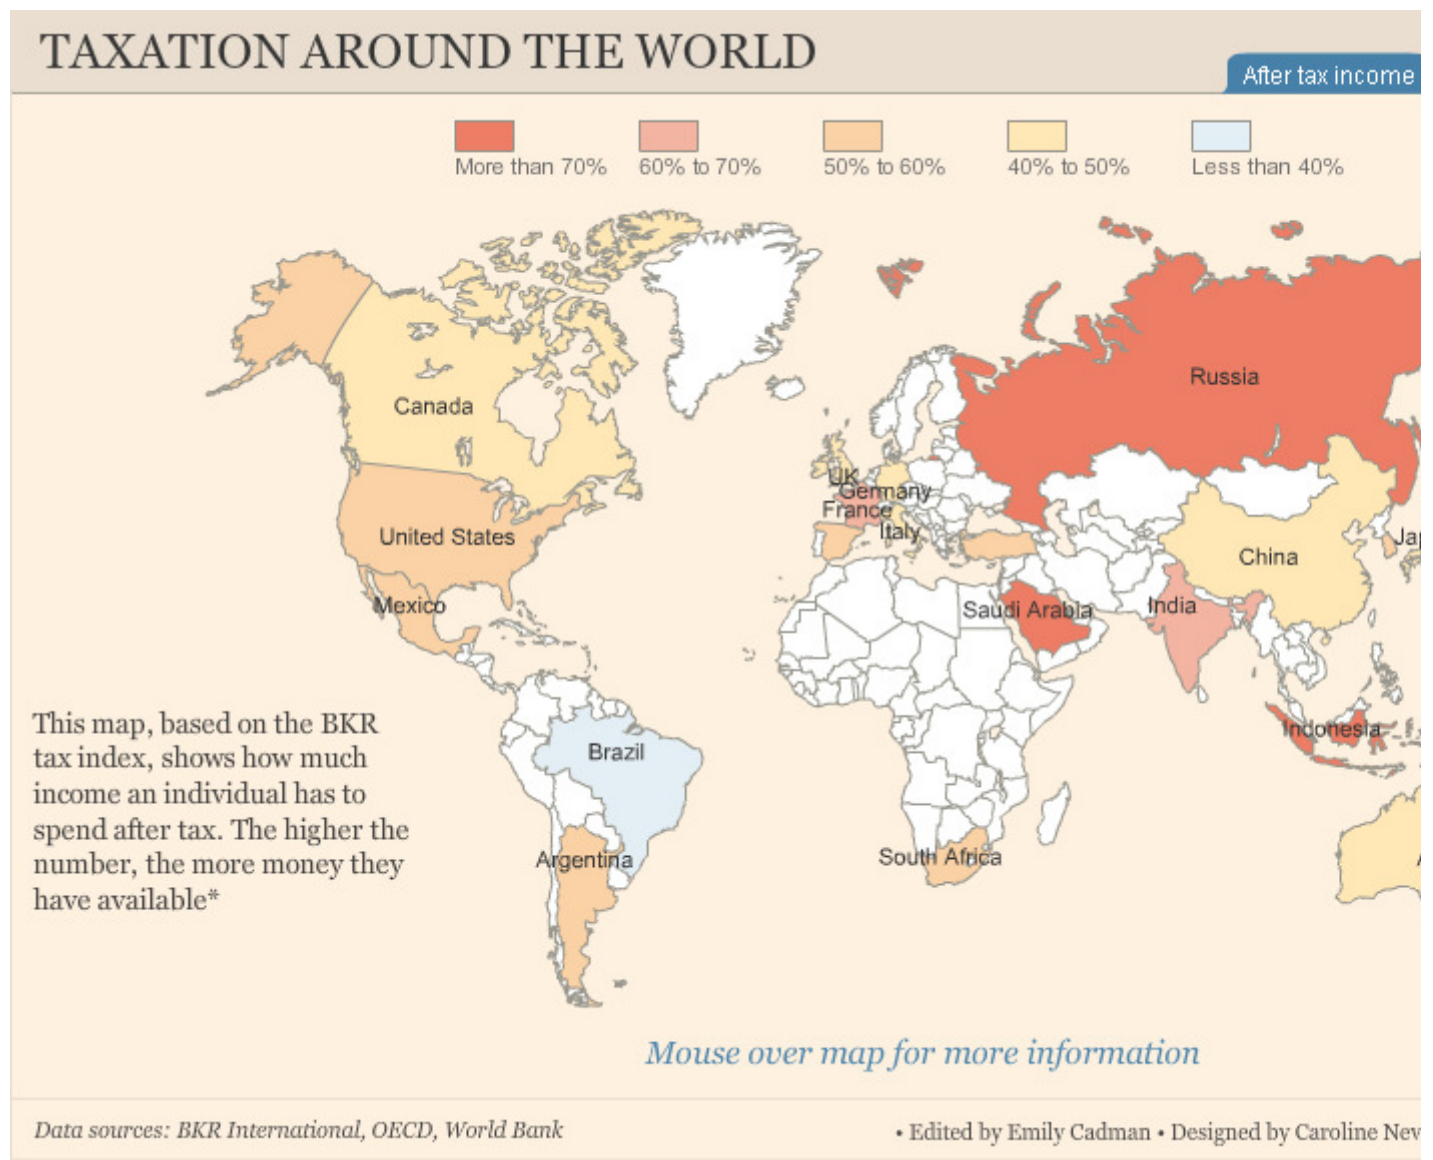 TAXATION AROUND THE WORLD
After tax income
More than 70%
60% to 70%
50% to 60%
40% to 50%
Less than 40%
Russia
Canada
UK
Germany
France
Italy
United States
China
Mexico
Saudi Arabia
India
Indonesia
Brazil
Argentina
South Africa
This map, based on the BKR
tax index, shows how much
income an individual has to
spend after tax. The higher the
number, the more money they
have available*
Mouse over map for more information
Data sources: BKR International, OECD, World Bank
• Edited by Emily Cadman • Designed by Caroline Nev